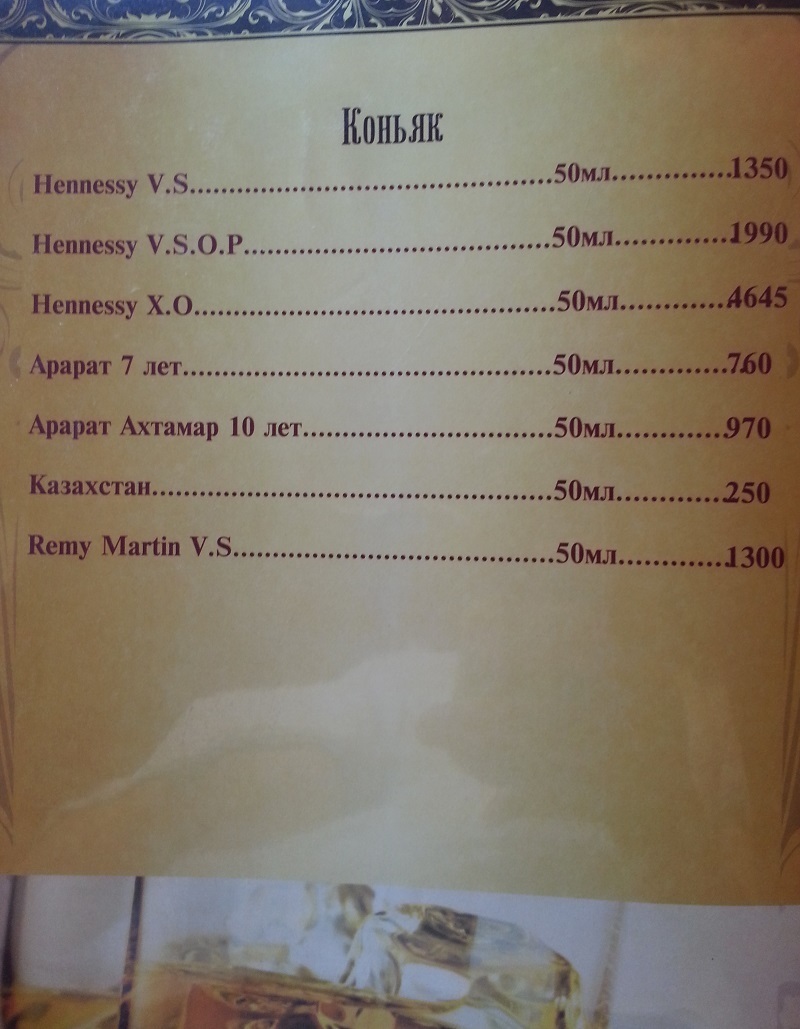 Коньяк
Hennessy V.S..............................................50мл...............1350
Hennessy V.S.O.P.......................................50мл...............1990
Hennessy X.O..............................................50мл..............4645
Арарат 7 лет...............................................50мл...............760
Арарат Ахтамар 10 лет................................50мл...............970
Казахстан...................................................50мл...............250
Remy Martin V.S.........................................50мл...............1300